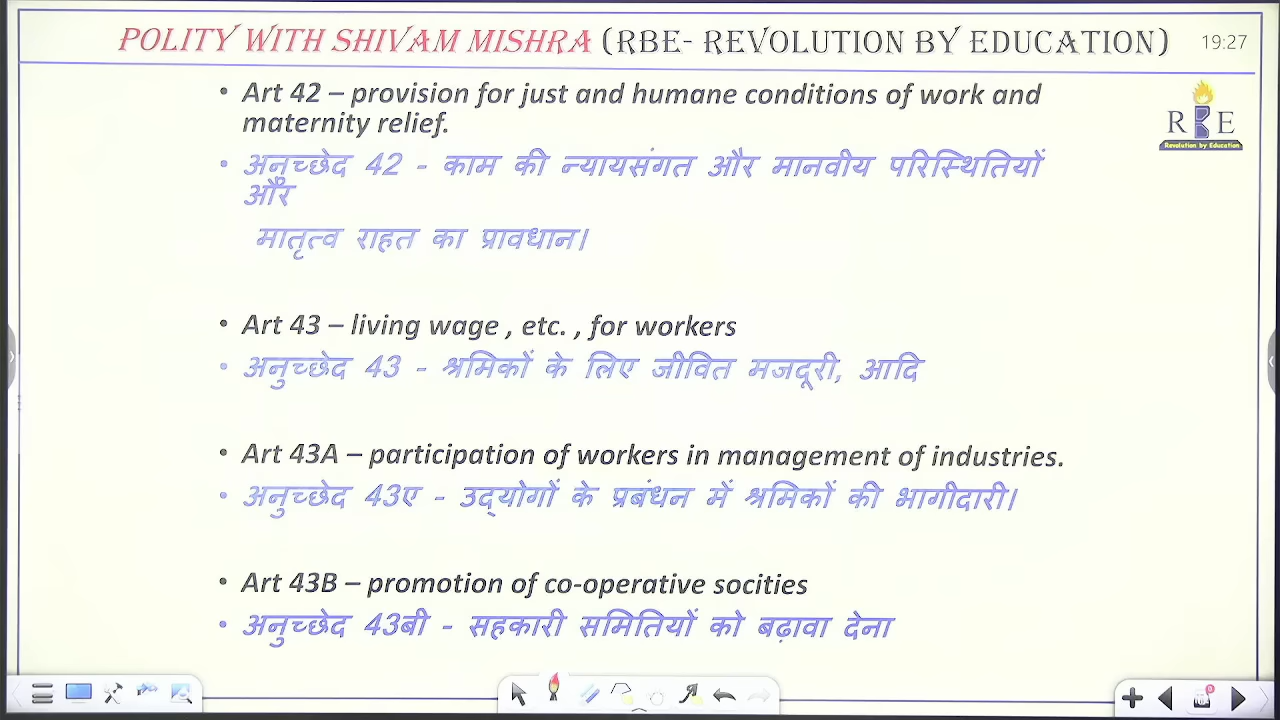 POLITY WITH SHIVAM MISHRA (RBE- REVOLUTION BY EDUCATION)
19:27
R B E
Revolution by Education
• Art 42 – provision for just and humane conditions of work and
maternity relief.
• अनुच्छेद 42 - काम की न्यायसंगत और मानवीय परिस्थितियों
और
मातृत्व राहत का प्रावधान।
• Art 43 – living wage , etc. , for workers
• अनुच्छेद 43 - श्रमिकों के लिए जीवित मजदूरी, आदि
• Art 43A – participation of workers in management of industries.
• अनुच्छेद 43ए - उद्योगों के प्रबंधन में श्रमिकों की भागीदारी।
• Art 43B – promotion of co-operative socities
• अनुच्छेद 43बी - सहकारी समितियों को बढ़ावा देना